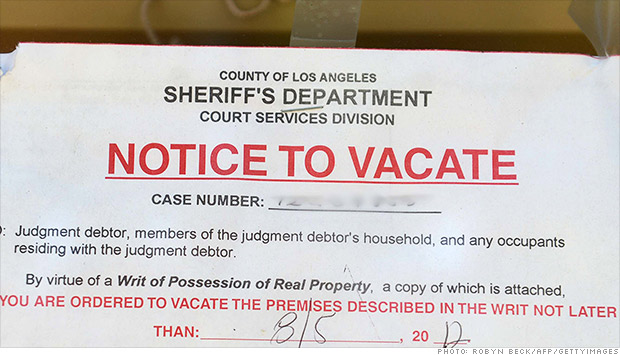 COUNTY OF LOS ANGELES
SHERIFF'S DEPARTMENT
COURT SERVICES DIVISION
NOTICE TO VACATE
CASE NUMBER:
: Judgment debtor, members of the judgment debtor's household, and any occupants
residing with the judgment debtor.
By virtue of a Writ of Possession of Real Property, a copy of which is attached,
YOU ARE ORDERED TO VACATE THE PREMISES DESCRIBED IN THE WRIT NOT LATER
THAN: 8/5, 20 12
PHOTO: ROBYN BECK/AFP/GETTYIMAGES